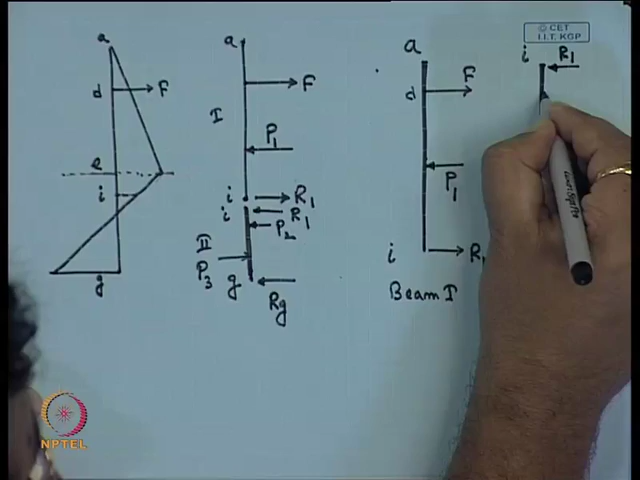 © CET
I.I.T. KGP
a
d
F
e
i
g
a
F
I
P1
i
R1
i
R1
P2
II
P3
g
Rg
a
d
F
P1
i
R1
Beam I
i
R1
NPTEL